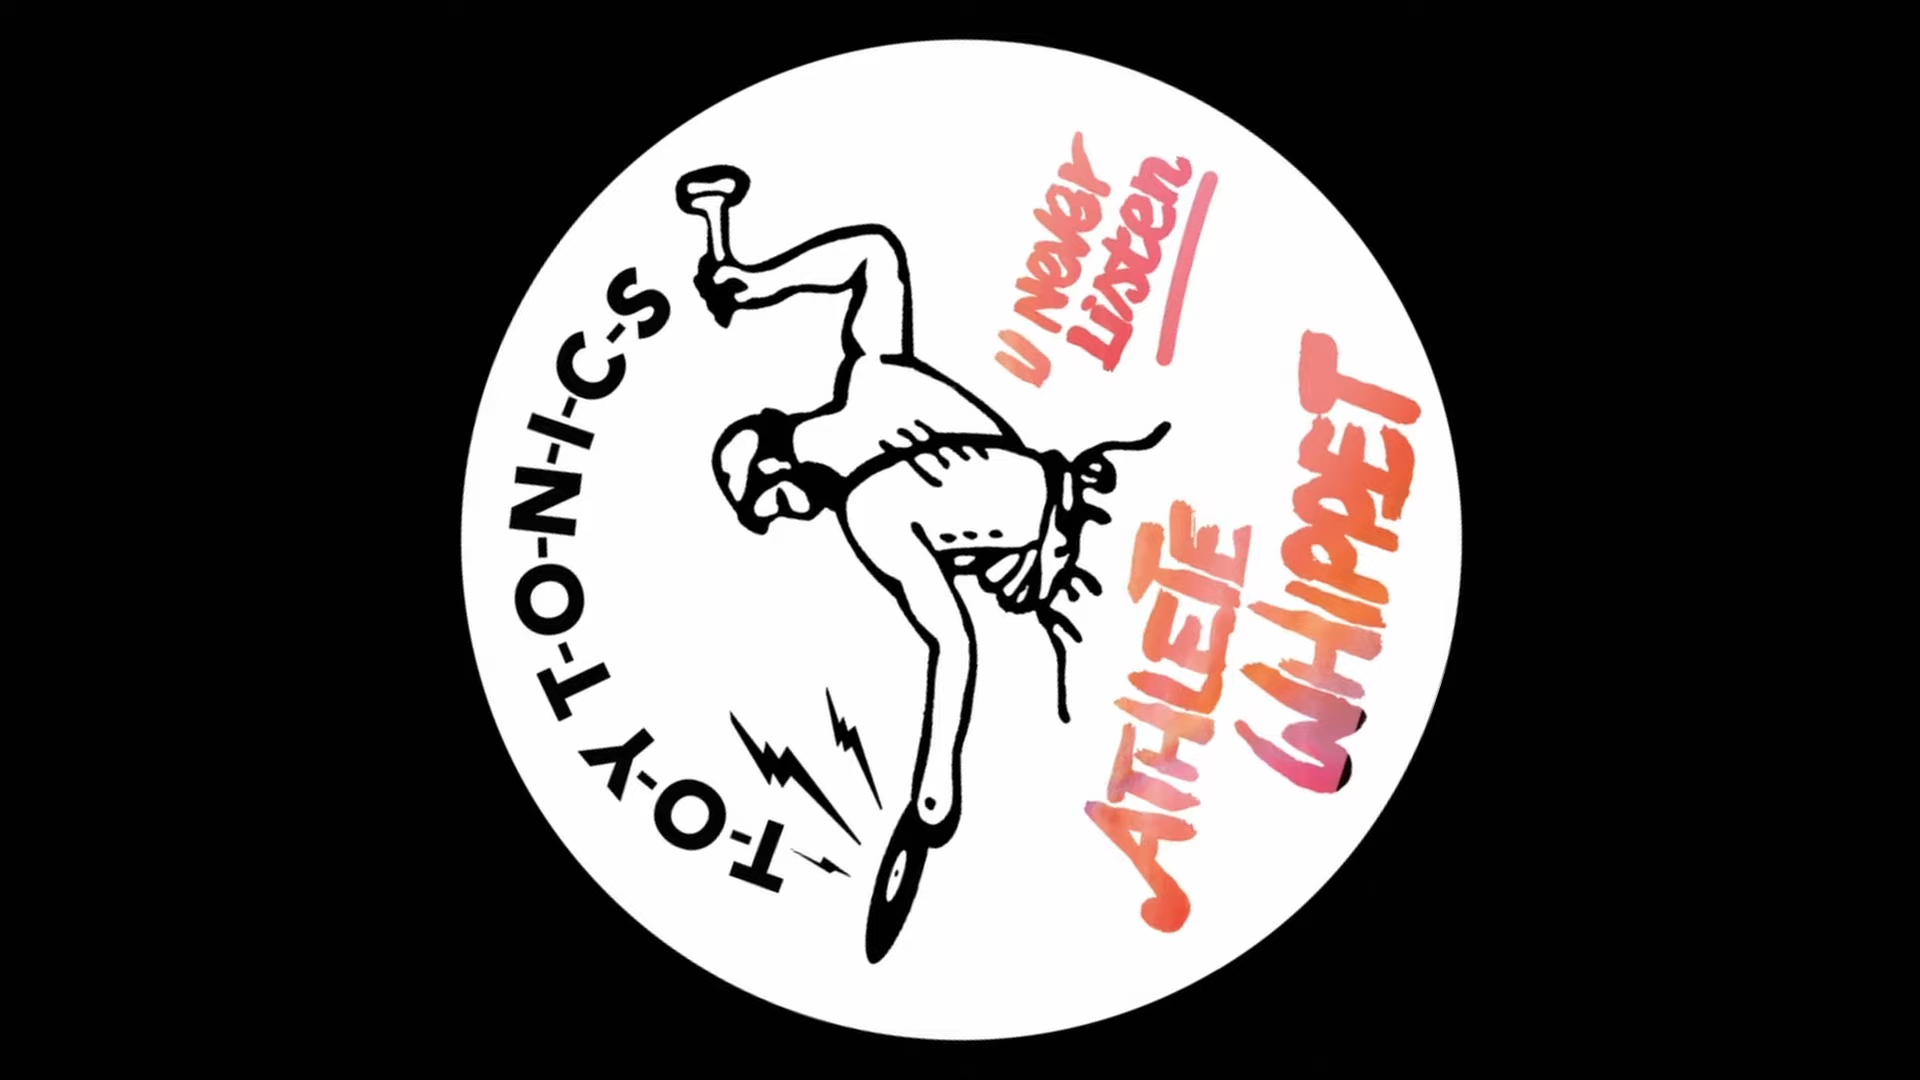 T-O-Y T-O-N-I-C-S
U Never
Listen
ATHLETE
WHIPPET